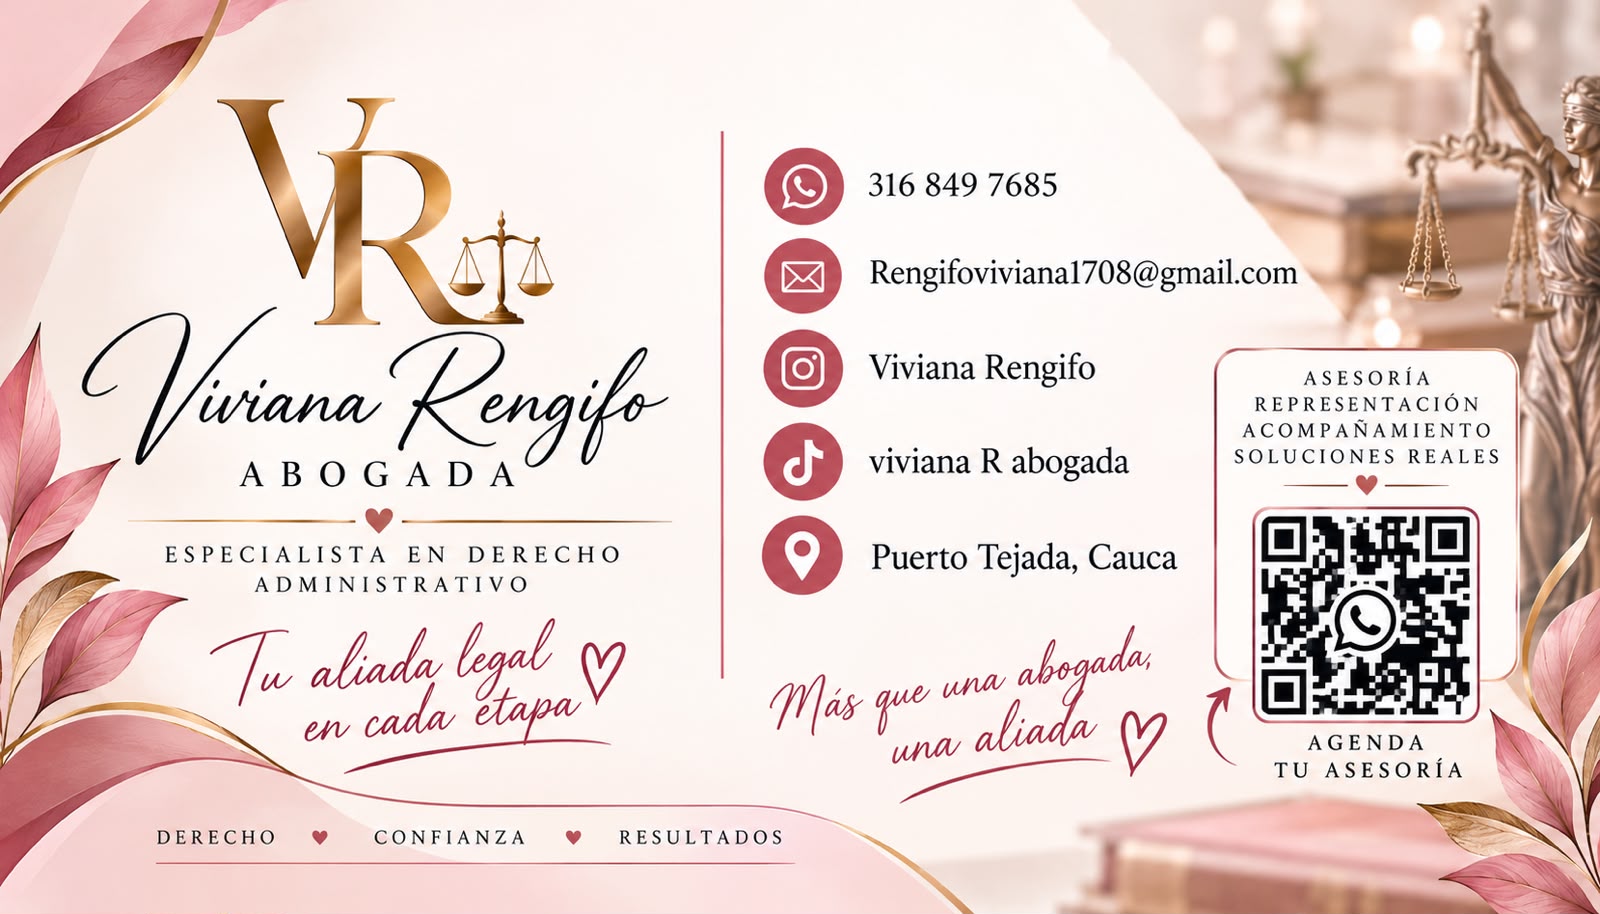 VR
Viviana Rengifo
ABOGADA
ESPECIALISTA EN DERECHO
ADMINISTRATIVO
Tu aliada legal
en cada etapa
316 849 7685
Rengifoviviana1708@gmail.com
Viviana Rengifo
viviana R abogada
Puerto Tejada, Cauca
Más que una abogada,
una aliada
ASESORÍA
REPRESENTACIÓN
ACOMPAÑAMIENTO
SOLUCIONES REALES
AGENDA
TU ASESORÍA
DERECHO CONFIANZA RESULTADOS